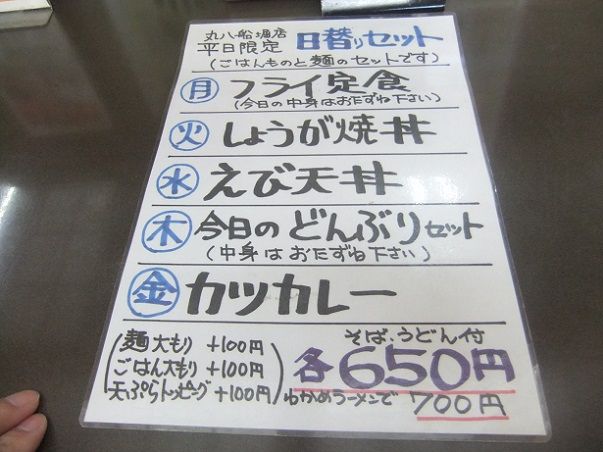 丸八船堀店
平日限定 日替りセット
(ごはんものと麺のセットです)
月 フライ定食
(今日の中身はおたずね下さい)
火 しょうが焼丼
水 えび天丼
木 今日のどんぶりセット
(中身はおたずね下さい)
金 カツカレー
麺大もり +100円
ごはん大もり +100円
天ぷらトッピング +100円
そば、うどん付
各650円
わかめラーメンで700円